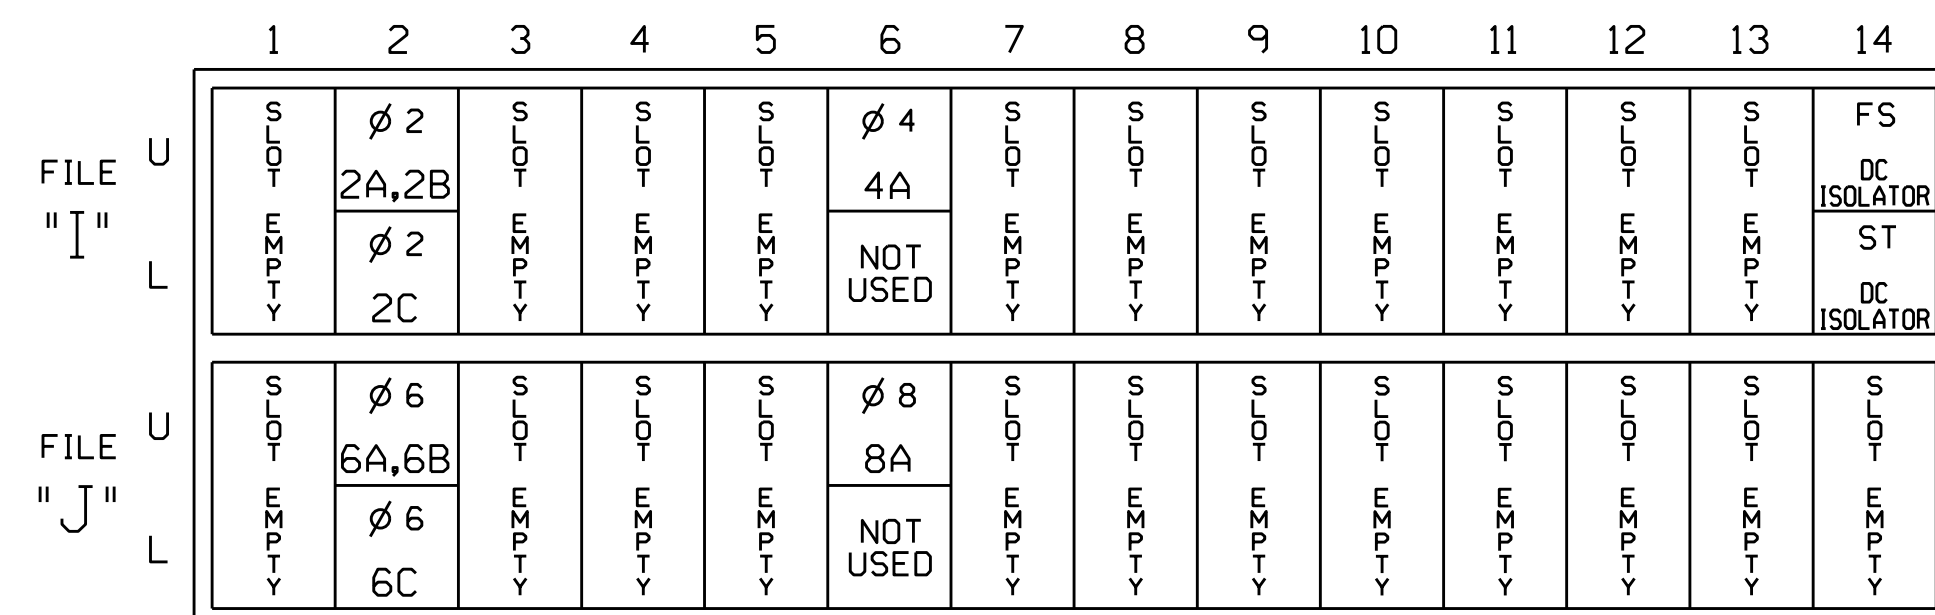 1 2 3 4 5 6 7 8 9 10 11 12 13 14
FILE "I"
U
L
SLOT EMPTY
Ø 2
2A,2B
Ø 2
2C
SLOT EMPTY
SLOT EMPTY
SLOT EMPTY
Ø 4
4A
NOT
USED
SLOT EMPTY
SLOT EMPTY
SLOT EMPTY
SLOT EMPTY
SLOT EMPTY
SLOT EMPTY
SLOT EMPTY
FS
DC
ISOLATOR
ST
DC
ISOLATOR
FILE "J"
U
L
SLOT EMPTY
Ø 6
6A,6B
Ø 6
6C
SLOT EMPTY
SLOT EMPTY
SLOT EMPTY
Ø 8
8A
NOT
USED
SLOT EMPTY
SLOT EMPTY
SLOT EMPTY
SLOT EMPTY
SLOT EMPTY
SLOT EMPTY
SLOT EMPTY
SLOT EMPTY